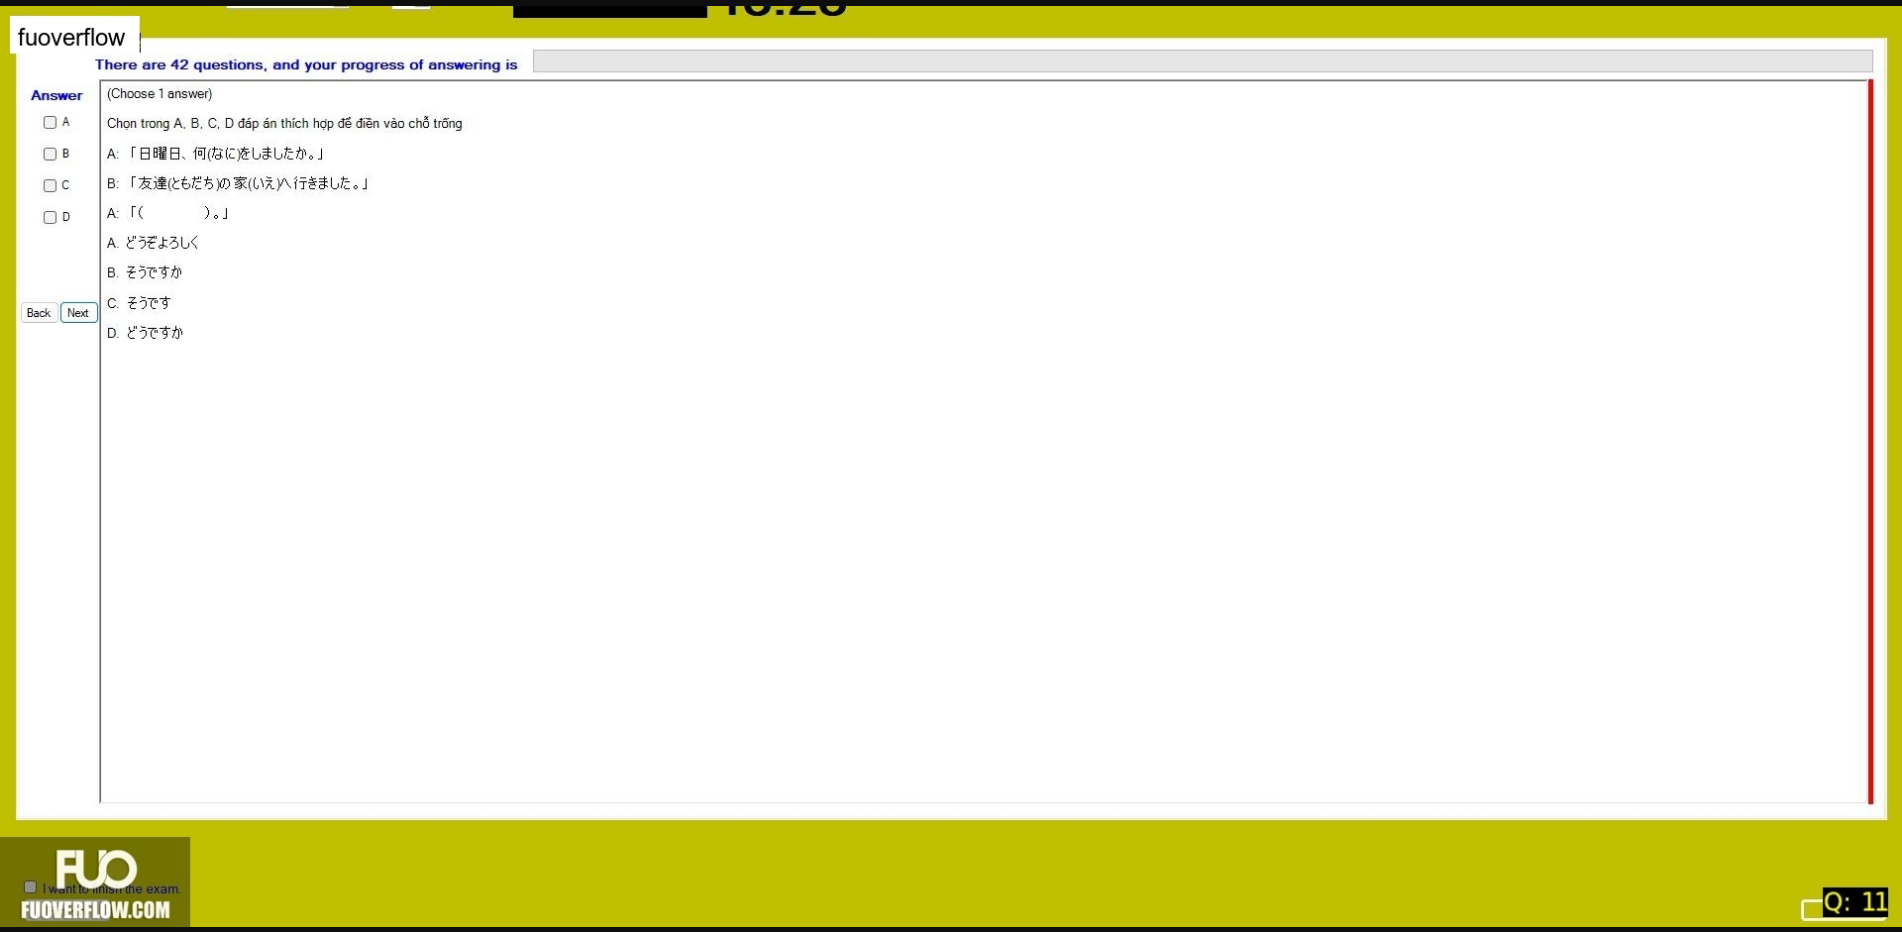 fuoverflow
There are 42 questions, and your progress of answering is
Answer
A
B
C
D
Back Next
(Choose 1 answer)
Chọn trong A, B, C, D đáp án thích hợp để điền vào chỗ trống
A: 「日曜日、何(なに)をしましたか。」
B: 「友達(ともだち)の家(いえ)へ行きました。」
A: 「(          )。」
A. どうぞよろしく
B. そうですか
C. そうです
D. どうですか
FUO
I want to finish the exam.
FUOVERFLOW.COM
Q: 11